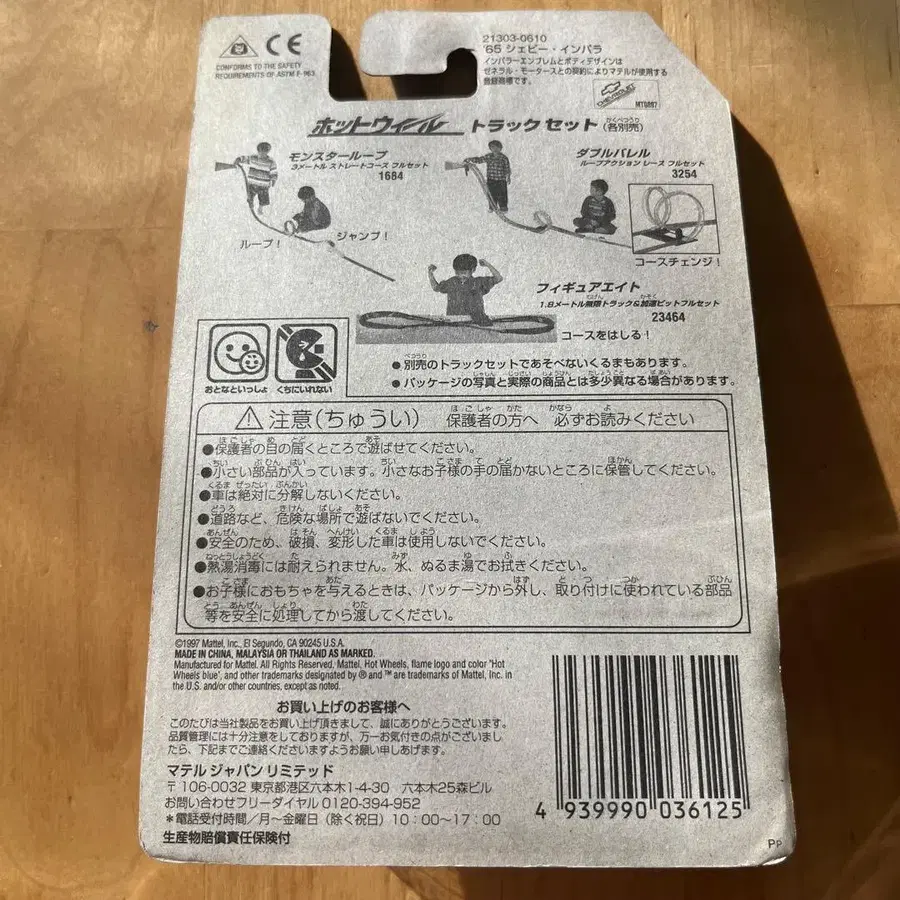 CE
CONFORMS TO THE SAFETY
REQUIREMENTS OF ASTM F-963
21303-0610
'65 シェビー・インパラ
インパラーエンブレムとボディデザインは
ゼネラル・モータースとの契約によりマテルが使用する
登録商標です。
CHEVROLET
ホットウィール トラックセット(各別売)
かくべつうり
モンスターループ
3メートル ストレートコース フルセット
1684
ループ!
ジャンプ!
ダブルバレル
ループアクション レース フルセット
3254
コースチェンジ!
フィギュアエイト
1.8メートル無限トラック&加速ピットフルセット
23464
コースをはしる!
おとなといっしょ くちにいれない
●別売のトラックセットであそべないくるまもあります。
●パッケージの写真と実際の商品とは多少異なる場合があります。
⚠注意(ちゅうい) 保護者の方へ 必ずお読みください
●保護者の目の届くところで遊ばせてください。
●小さい部品が入っています。小さなお子様の手の届かないところに保管してください。
●車は絶対に分解しないください。
●道路など、危険な場所で遊ばないでください。
●安全のため、破損、変形した車は使用しないでください。
●熱湯消毒には耐えられません。水、ぬるま湯でお拭きください。
●お子様におもちゃを与えるときは、パッケージから外し、取り付けに使われている部品
等を安全に処理してから渡してください。
©1997 Mattel, Inc., El Segundo, CA 90245 U.S.A.
MADE IN CHINA, MALAYSIA OR THAILAND AS MARKED.
Manufactured for Mattel. All Rights Reserved. Mattel, Hot Wheels, flame logo and color "Hot
Wheels blue", and other trademarks designated by ® and ™ are trademarks of Mattel, Inc. in
the U.S. and/or other countries, except as noted.
お買い上げのお客様へ
このたびは当社製品をお買い上げ頂きまして、誠にありがとうございます。
品質管理には十分注意をしておりますが、万一お気付きの点がございまし
たら、下記までご連絡くださいますようお願い申しあげます。
マテル ジャパン リミテッド
〒106-0032 東京都港区六本木1-4-30 六本木25森ビル
お問い合わせフリーダイヤル 0120-394-952
*電話受付時間/月〜金曜日(除く祝日)10:00〜17:00
生産物賠償責任保険付
4 939990 036125
PP